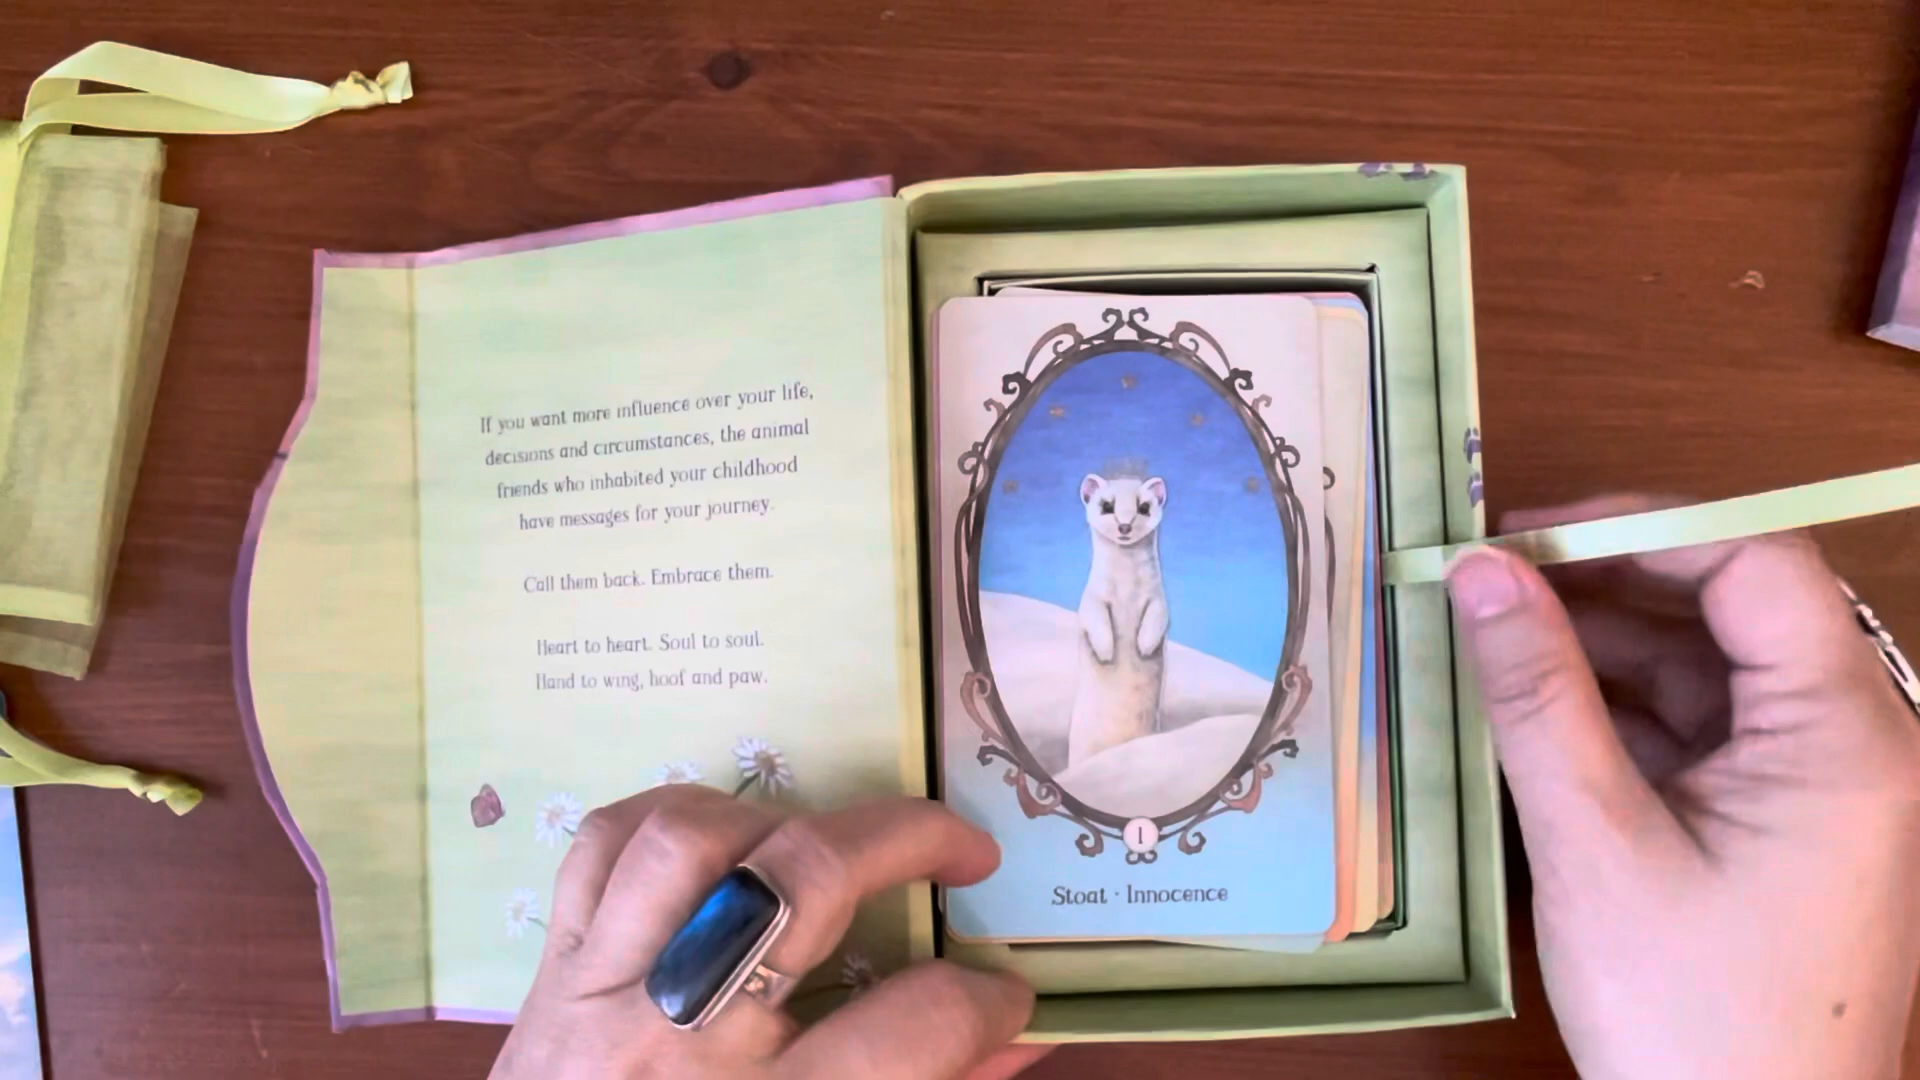 If you want more influence over your life,
decisions and circumstances, the animal
friends who inhabited your childhood
have messages for your journey.
Call them back. Embrace them.
Heart to heart. Soul to soul.
Hand to wing, hoof and paw.
1
Stoat · Innocence